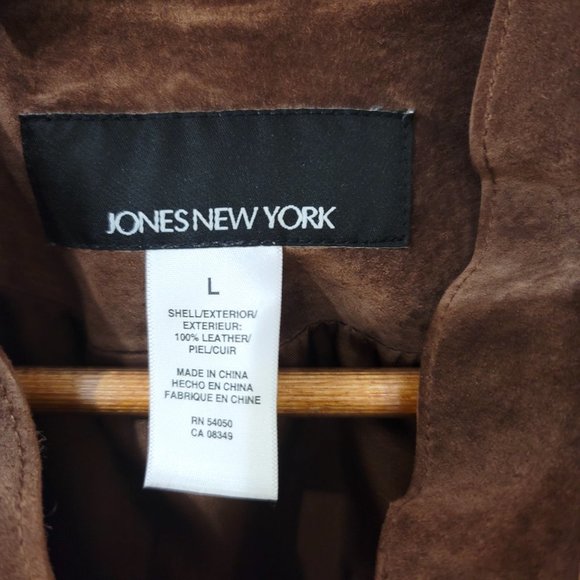 JONES NEW YORK
L
SHELL/EXTERIOR/
EXTERIEUR:
100% LEATHER/
PIEL/CUIR
MADE IN CHINA
HECHO EN CHINA
FABRIQUE EN CHINE
RN 54050
CA 08349